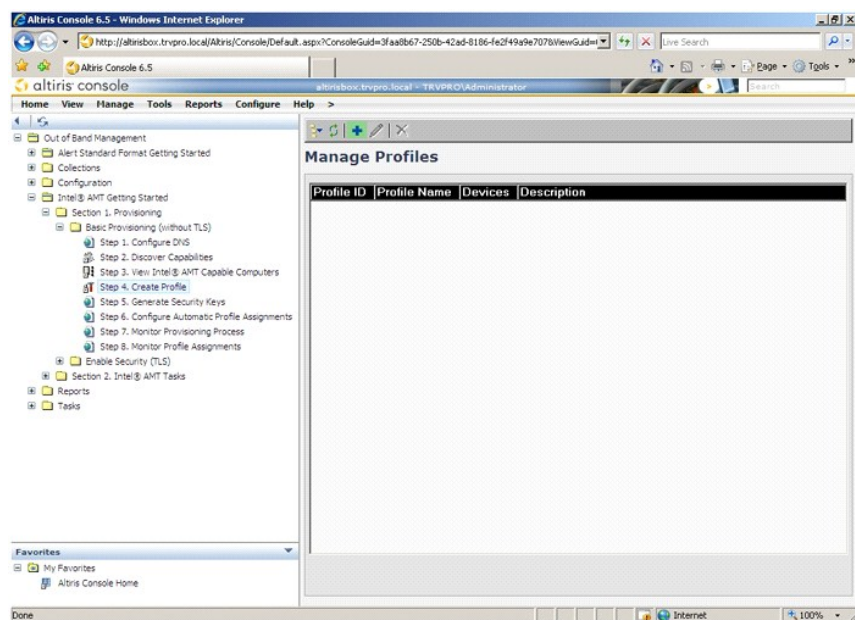 Altiris Console 6.5 - Windows Internet Explorer
http://altirisbox.trvpro.local/Altiris/Console/Default.aspx?ConsoleGuid=3faa8b67-250b-42ad-8186-fe2f49a9e707&ViewGuid=
Live Search
Altiris Console 6.5
Page
Tools
altiris console
altirisbox.trvpro.local - TRVPRO\Administrator
Search
Home View Manage Tools Reports Configure Help >
Out of Band Management
Alert Standard Format Getting Started
Collections
Configuration
Intel® AMT Getting Started
Section 1. Provisioning
Basic Provisioning (without TLS)
Step 1. Configure DNS
Step 2. Discover Capabilities
Step 3. View Intel® AMT Capable Computers
Step 4. Create Profile
Step 5. Generate Security Keys
Step 6. Configure Automatic Profile Assignments
Step 7. Monitor Provisioning Process
Step 8. Monitor Profile Assignments
Enable Security (TLS)
Section 2. Intel® AMT Tasks
Reports
Tasks
Manage Profiles
Profile ID Profile Name Devices Description
Favorites
My Favorites
Altiris Console Home
Done
Internet
100%